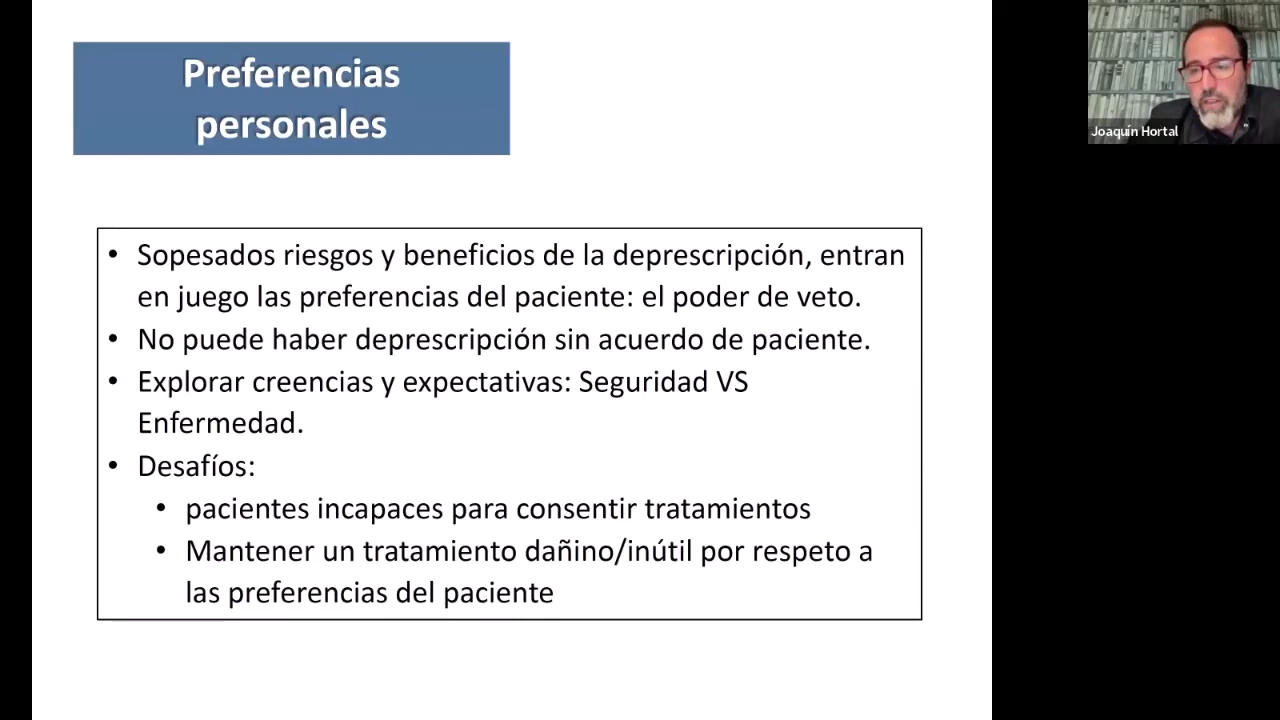 Preferencias
personales
• Sopesados riesgos y beneficios de la deprescripción, entran
en juego las preferencias del paciente: el poder de veto.
• No puede haber deprescripción sin acuerdo de paciente.
• Explorar creencias y expectativas: Seguridad VS
Enfermedad.
• Desafíos:
• pacientes incapaces para consentir tratamientos
• Mantener un tratamiento dañino/inútil por respeto a
las preferencias del paciente
Joaquín Hortal